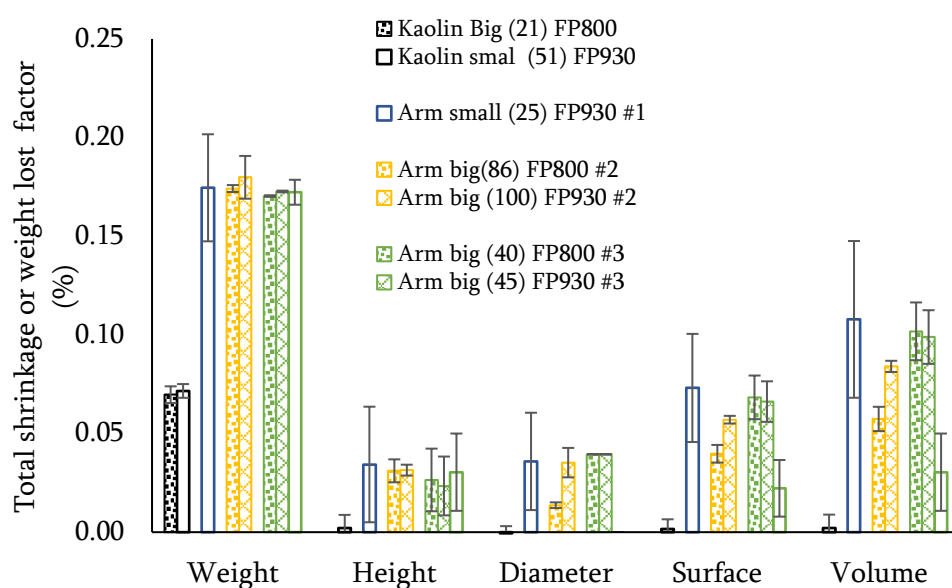 Total shrinkage or weight lost factor
(%)
0.25
0.20
0.15
0.10
0.05
0.00
Kaolin Big (21) FP800
Kaolin smal (51) FP930
Arm small (25) FP930 #1
Arm big(86) FP800 #2
Arm big (100) FP930 #2
Arm big (40) FP800 #3
Arm big (45) FP930 #3
Weight
Height
Diameter
Surface
Volume